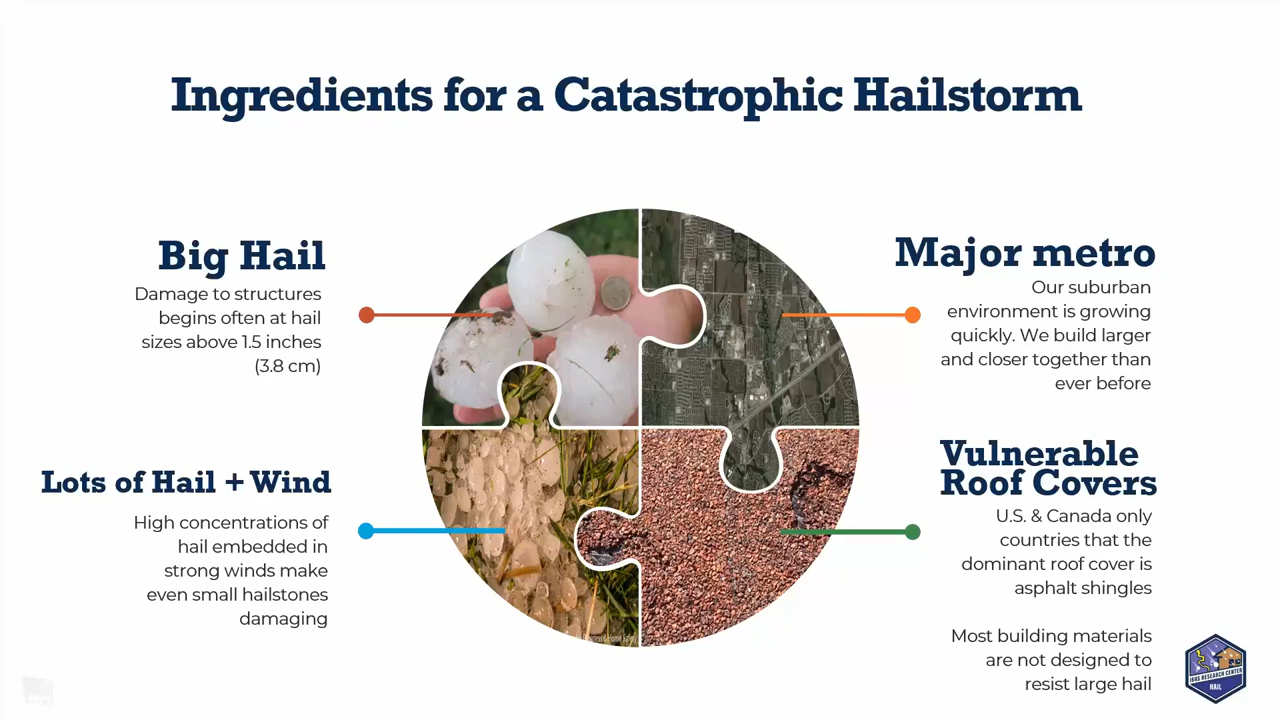 Ingredients for a Catastrophic Hailstorm
Big Hail
Damage to structures
begins often at hail
sizes above 1.5 inches
(3.8 cm)
Major metro
Our suburban
environment is growing
quickly. We build larger
and closer together than
ever before
Lots of Hail + Wind
High concentrations of
hail embedded in
strong winds make
even small hailstones
damaging
Vulnerable
Roof Covers
U.S. & Canada only
countries that the
dominant roof cover is
asphalt shingles
Most building materials
are not designed to
resist large hail
IBHS RESEARCH CENTER
HAIL